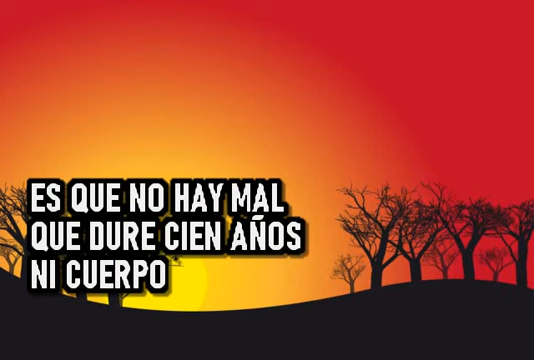 ES QUE NO HAY MAL
QUE DURE CIEN AÑOS
NI CUERPO